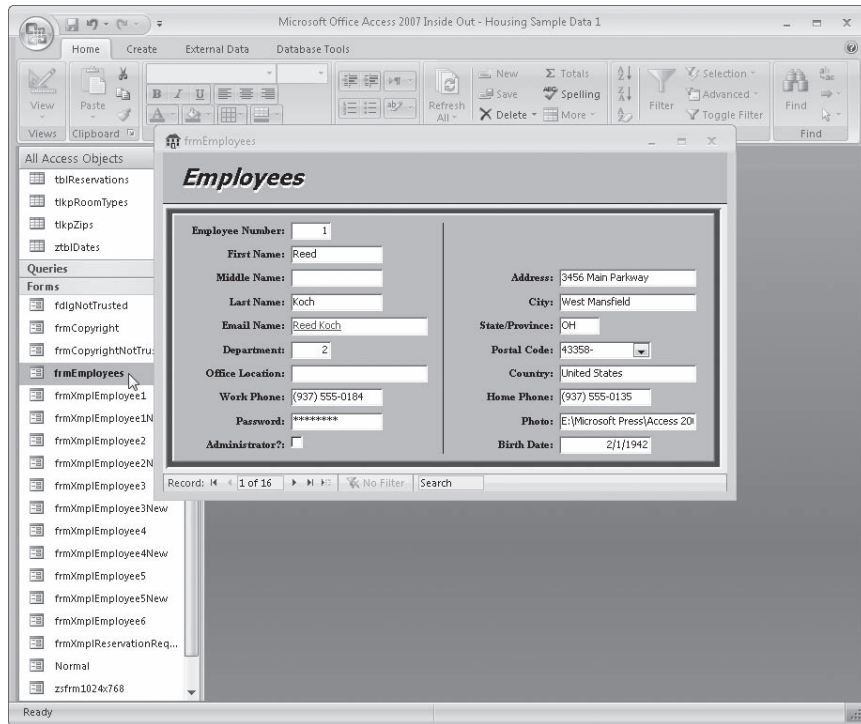 Microsoft Office Access 2007 Inside Out - Housing Sample Data 1
Home Create External Data Database Tools
View
Paste
B I U
A
Refresh All
New
Save
Delete
Σ Totals
Spelling
More
Filter
Selection
Advanced
Toggle Filter
Find
Views
Clipboard
Find
All Access Objects
tblReservations
tlkpRoomTypes
tlkpZips
ztblDates
Queries
Forms
fdlgNotTrusted
frmCopyright
frmCopyrightNotTru
frmEmployees
frmXmplEmployee1
frmXmplEmployee1N
frmXmplEmployee2
frmXmplEmployee2N
frmXmplEmployee3
frmXmplEmployee3New
frmXmplEmployee4
frmXmplEmployee4New
frmXmplEmployee5
frmXmplEmployee5New
frmXmplEmployee6
frmXmplReservationReq...
Normal
zsfrm1024x768
frmEmployees
Employees
Employee Number: 1
First Name: Reed
Middle Name:
Last Name: Koch
Email Name: Reed Koch
Department: 2
Office Location:
Work Phone: (937) 555-0184
Password: ********
Administrator?:
Address: 3456 Main Parkway
City: West Mansfield
State/Province: OH
Postal Code: 43358-
Country: United States
Home Phone: (937) 555-0135
Photo: E:\Microsoft Press\Access 20
Birth Date: 2/1/1942
Record: 1 of 16 No Filter Search
Ready